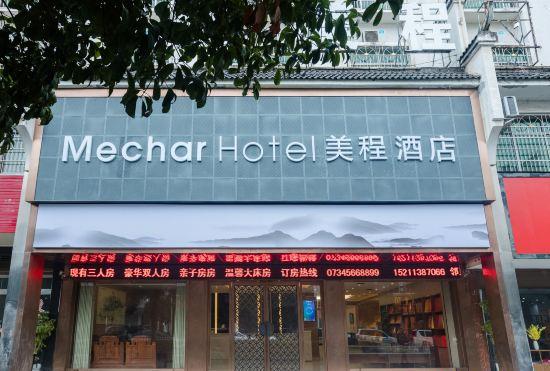 Mechar Hotel 美程酒店
现有三人房 豪华双人房 亲子房房 温馨大床房 订房热线 07345668899 15211387066 邻